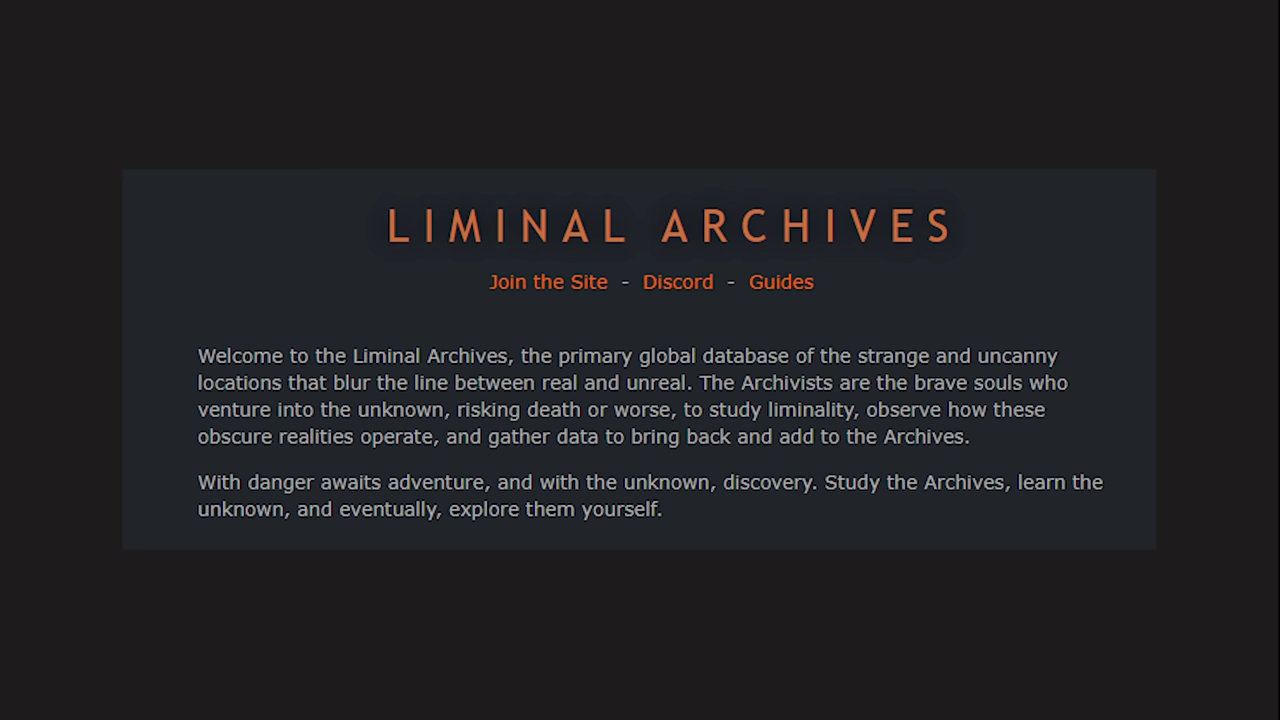 LIMINAL ARCHIVES
Join the Site - Discord - Guides
Welcome to the Liminal Archives, the primary global database of the strange and uncanny
locations that blur the line between real and unreal. The Archivists are the brave souls who
venture into the unknown, risking death or worse, to study liminality, observe how these
obscure realities operate, and gather data to bring back and add to the Archives.
With danger awaits adventure, and with the unknown, discovery. Study the Archives, learn the
unknown, and eventually, explore them yourself.